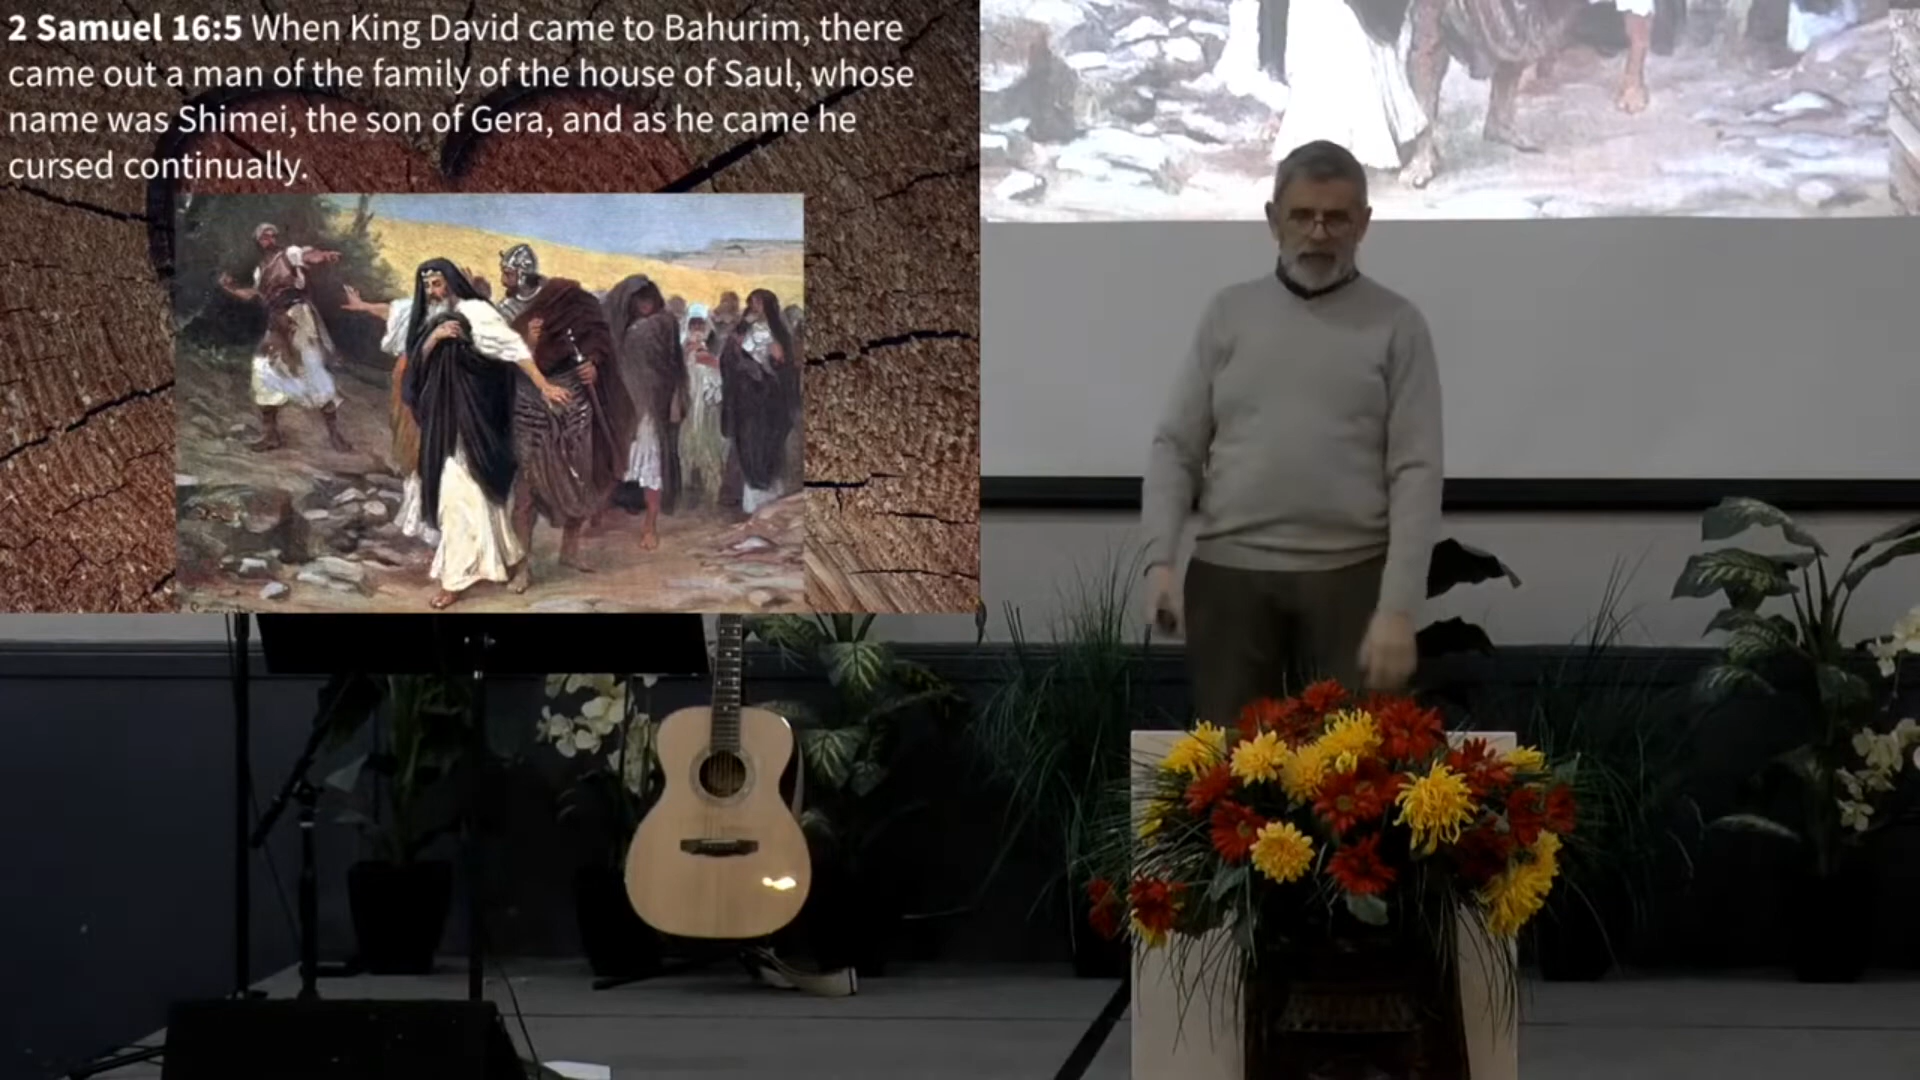 2 Samuel 16:5 When King David came to Bahurim, there
came out a man of the family of the house of Saul, whose
name was Shimei, the son of Gera, and as he came he
cursed continually.